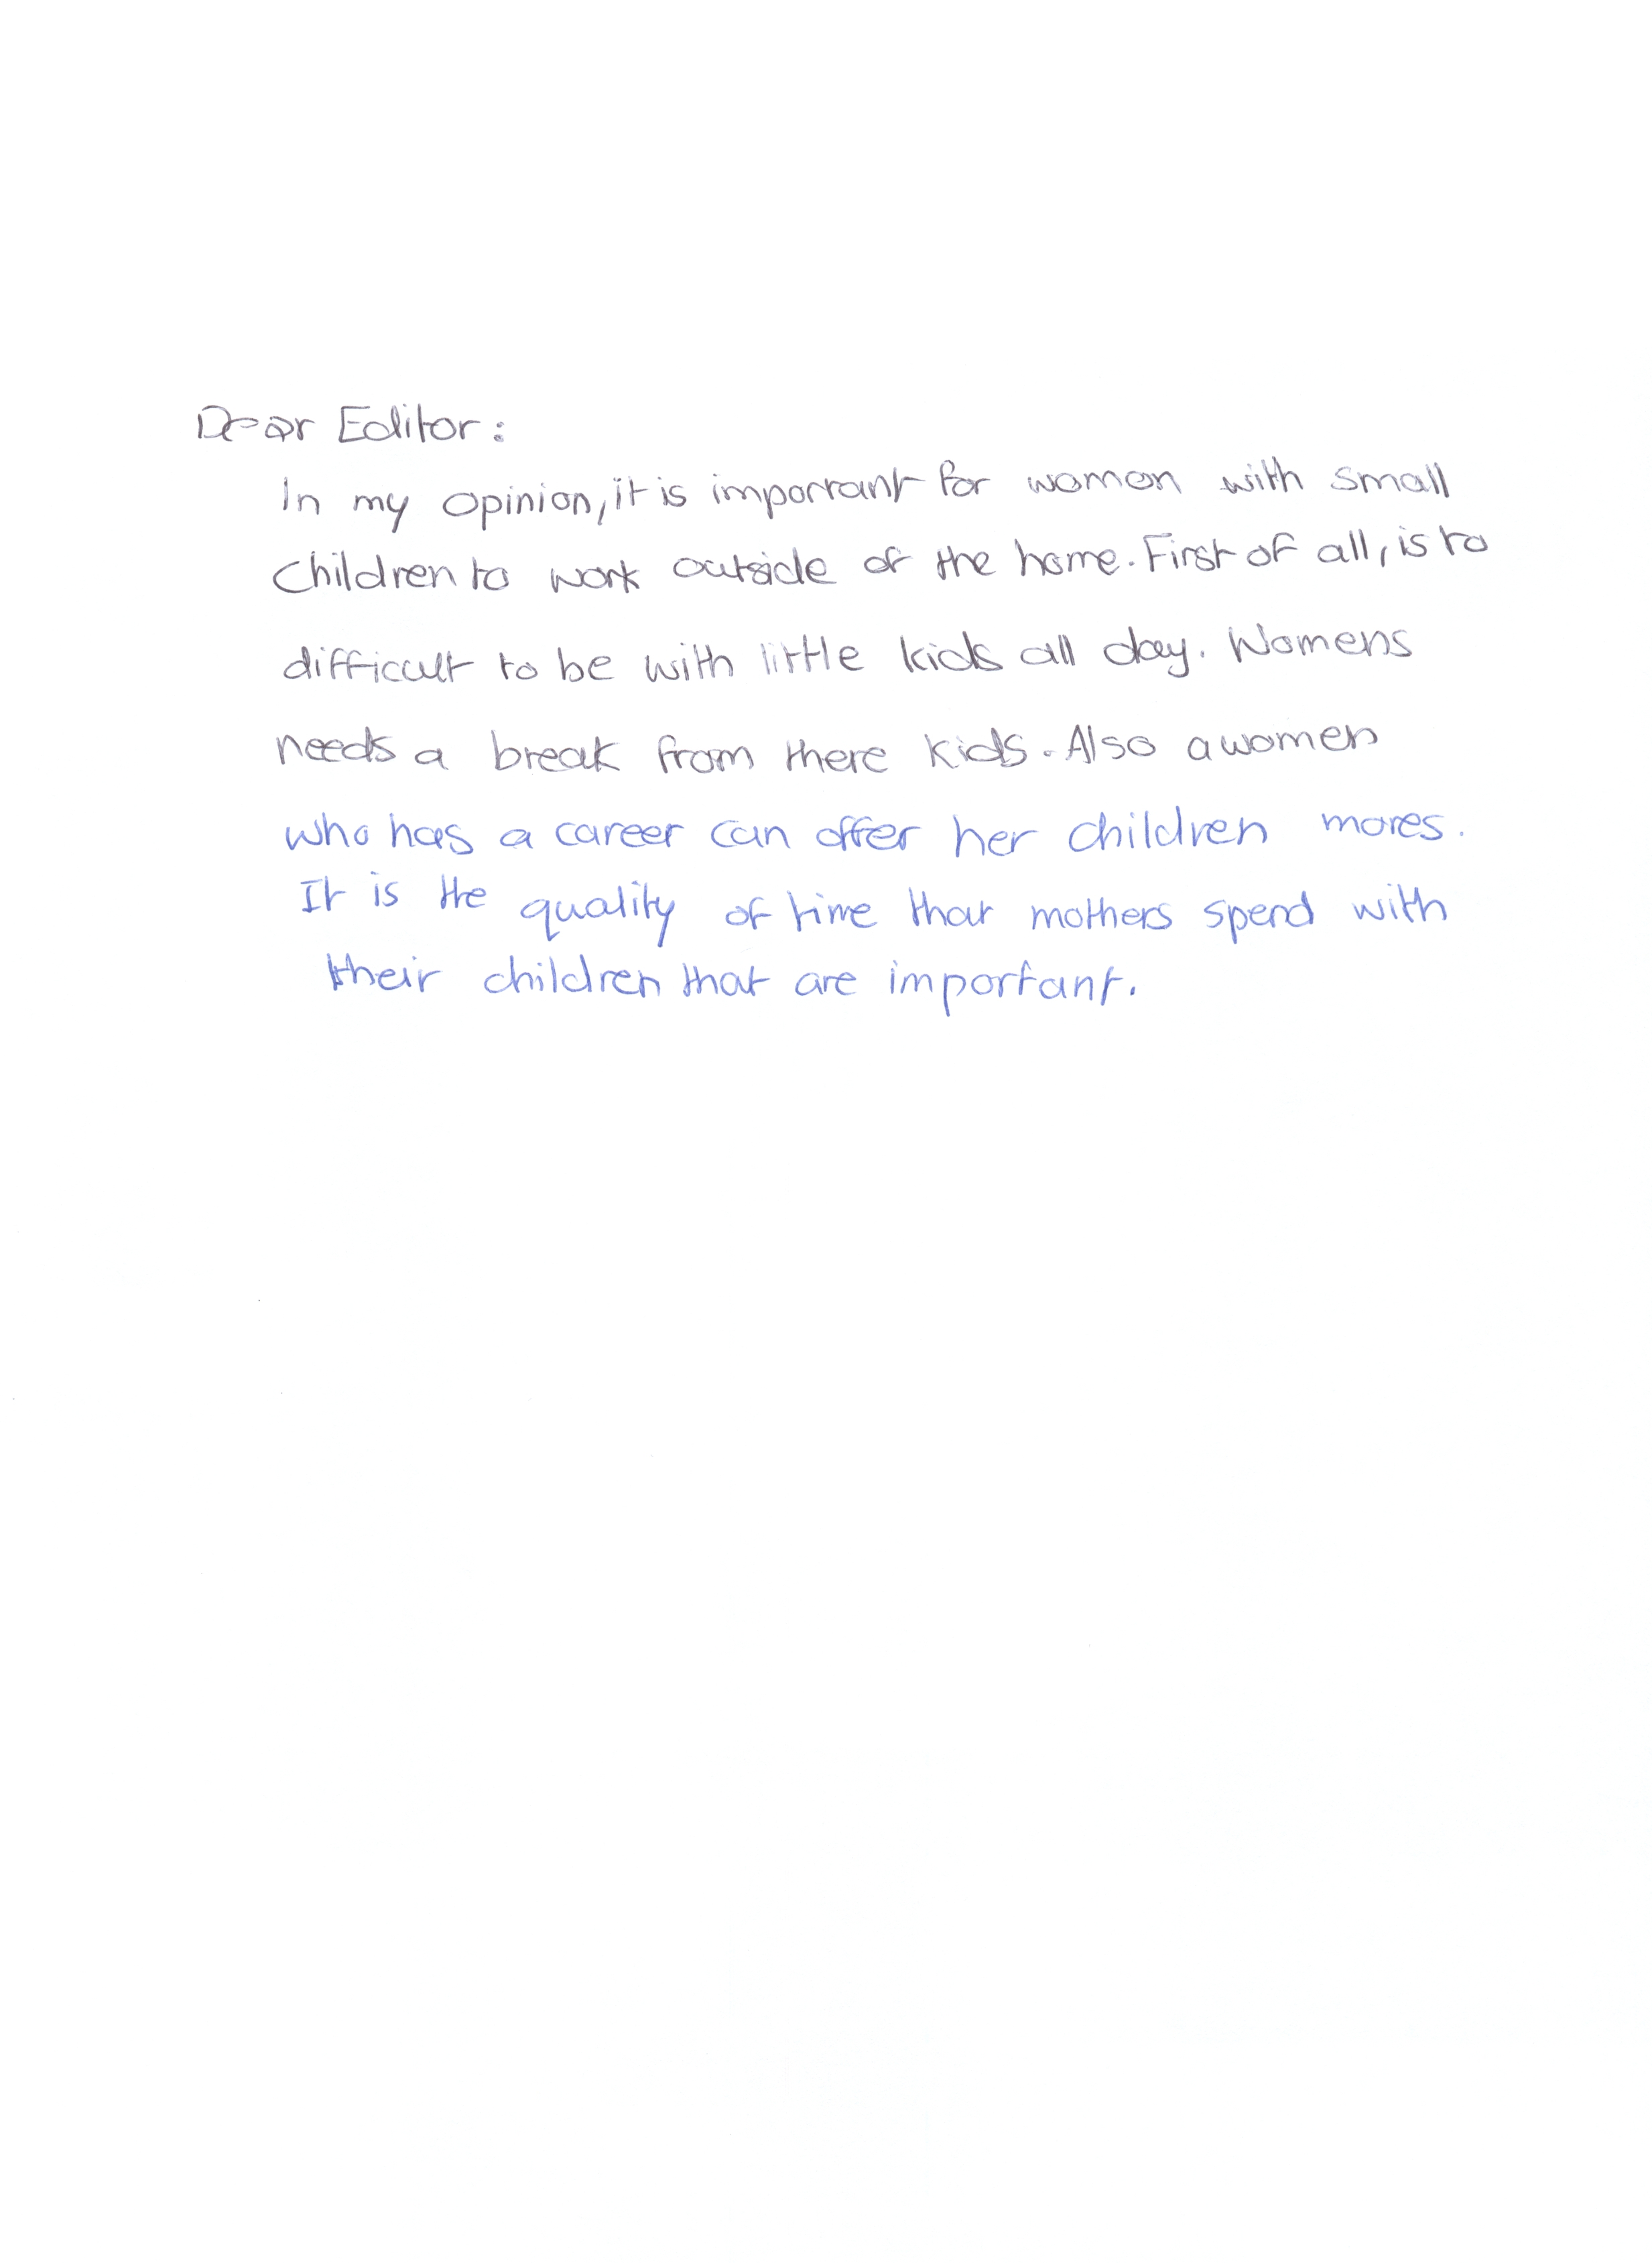 Dear Editor:
In my opinion, it is important for women with small
children to work outside of the home. First of all, is to
difficult to be with little kids all day. Womens
needs a break from there kids. Also a women
who has a career can offer her children mores.
It is the quality of time that mothers spend with
their children that are important.